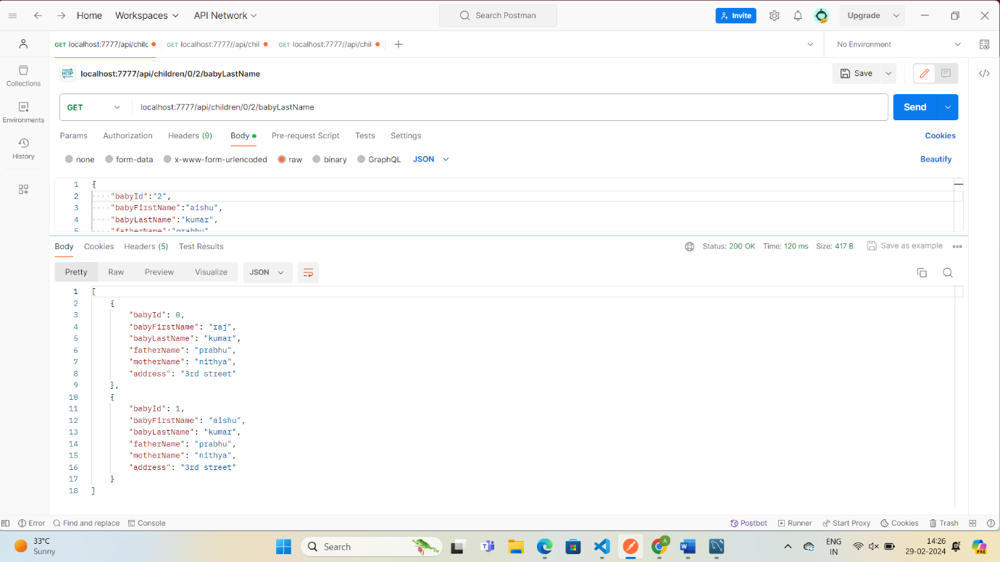 Home Workspaces API Network Search Postman Invite Upgrade
GET localhost:7777/api/chilc GET localhost:7777//api/chil GET localhost:7777//api/chil No Environment
HTTP localhost:7777/api/children/0/2/babyLastName Save
Collections
GET localhost:7777/api/children/0/2/babyLastName Send
Environments
Params Authorization Headers (9) Body Pre-request Script Tests Settings Cookies
History
none form-data x-www-form-urlencoded raw binary GraphQL JSON Beautify
1 {
2 "babyId":"2",
3 "babyFirstName":"aishu",
4 "babyLastName":"kumar",
5 "fatherName":"prabhu"
Body Cookies Headers (5) Test Results Status: 200 OK Time: 120 ms Size: 417 B Save as example
Pretty Raw Preview Visualize JSON
1 [
2 {
3 "babyId": 0,
4 "babyFirstName": "raj",
5 "babyLastName": "kumar",
6 "fatherName": "prabhu",
7 "motherName": "nithya",
8 "address": "3rd street"
9 },
10 {
11 "babyId": 1,
12 "babyFirstName": "aishu",
13 "babyLastName": "kumar",
14 "fatherName": "prabhu",
15 "motherName": "nithya",
16 "address": "3rd street"
17 }
18 ]
Error Find and replace Console Postbot Runner Start Proxy Cookies Trash
33°C
Sunny
Search
A
W
PRE
ENG
IN
14:26
29-02-2024